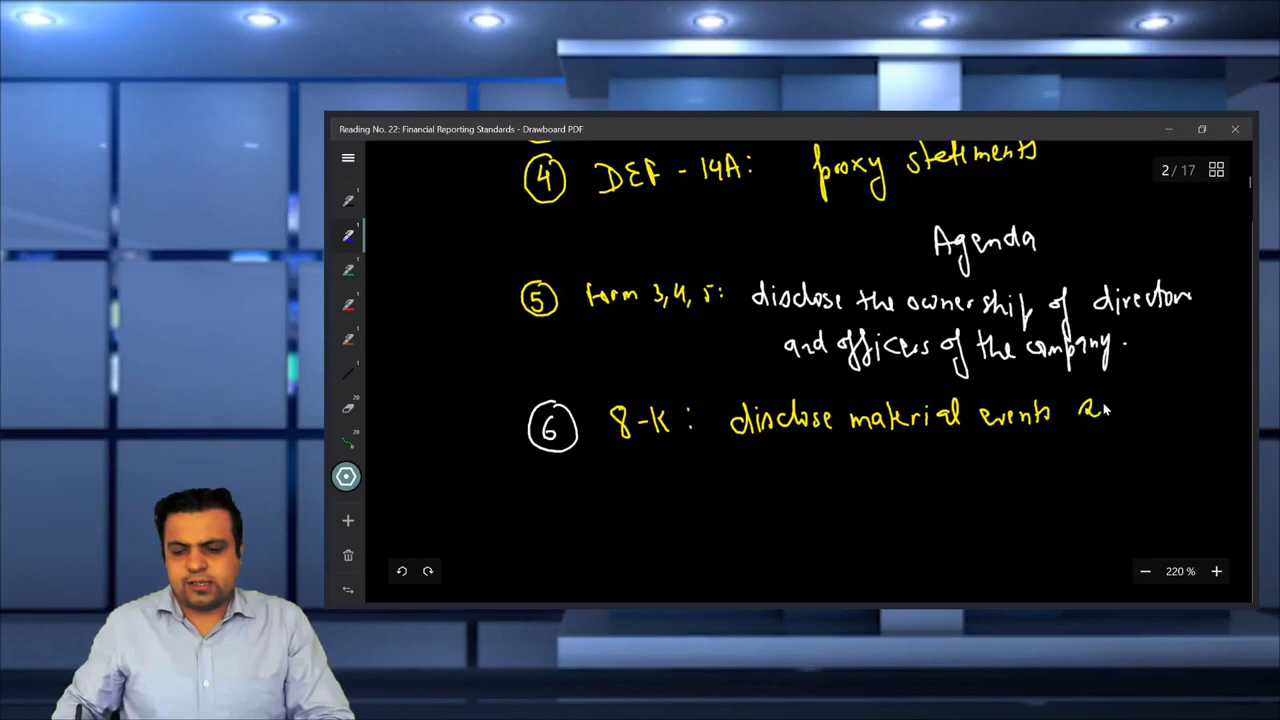 Reading No. 22: Financial Reporting Standards - Drawboard PDF
2 / 17
④ DEF - 14A: proxy statements
Agenda
⑤ Form 3, 4, 5: disclose the ownership of directors
and officers of the company.
⑥ 8-K: disclose material events
220 %